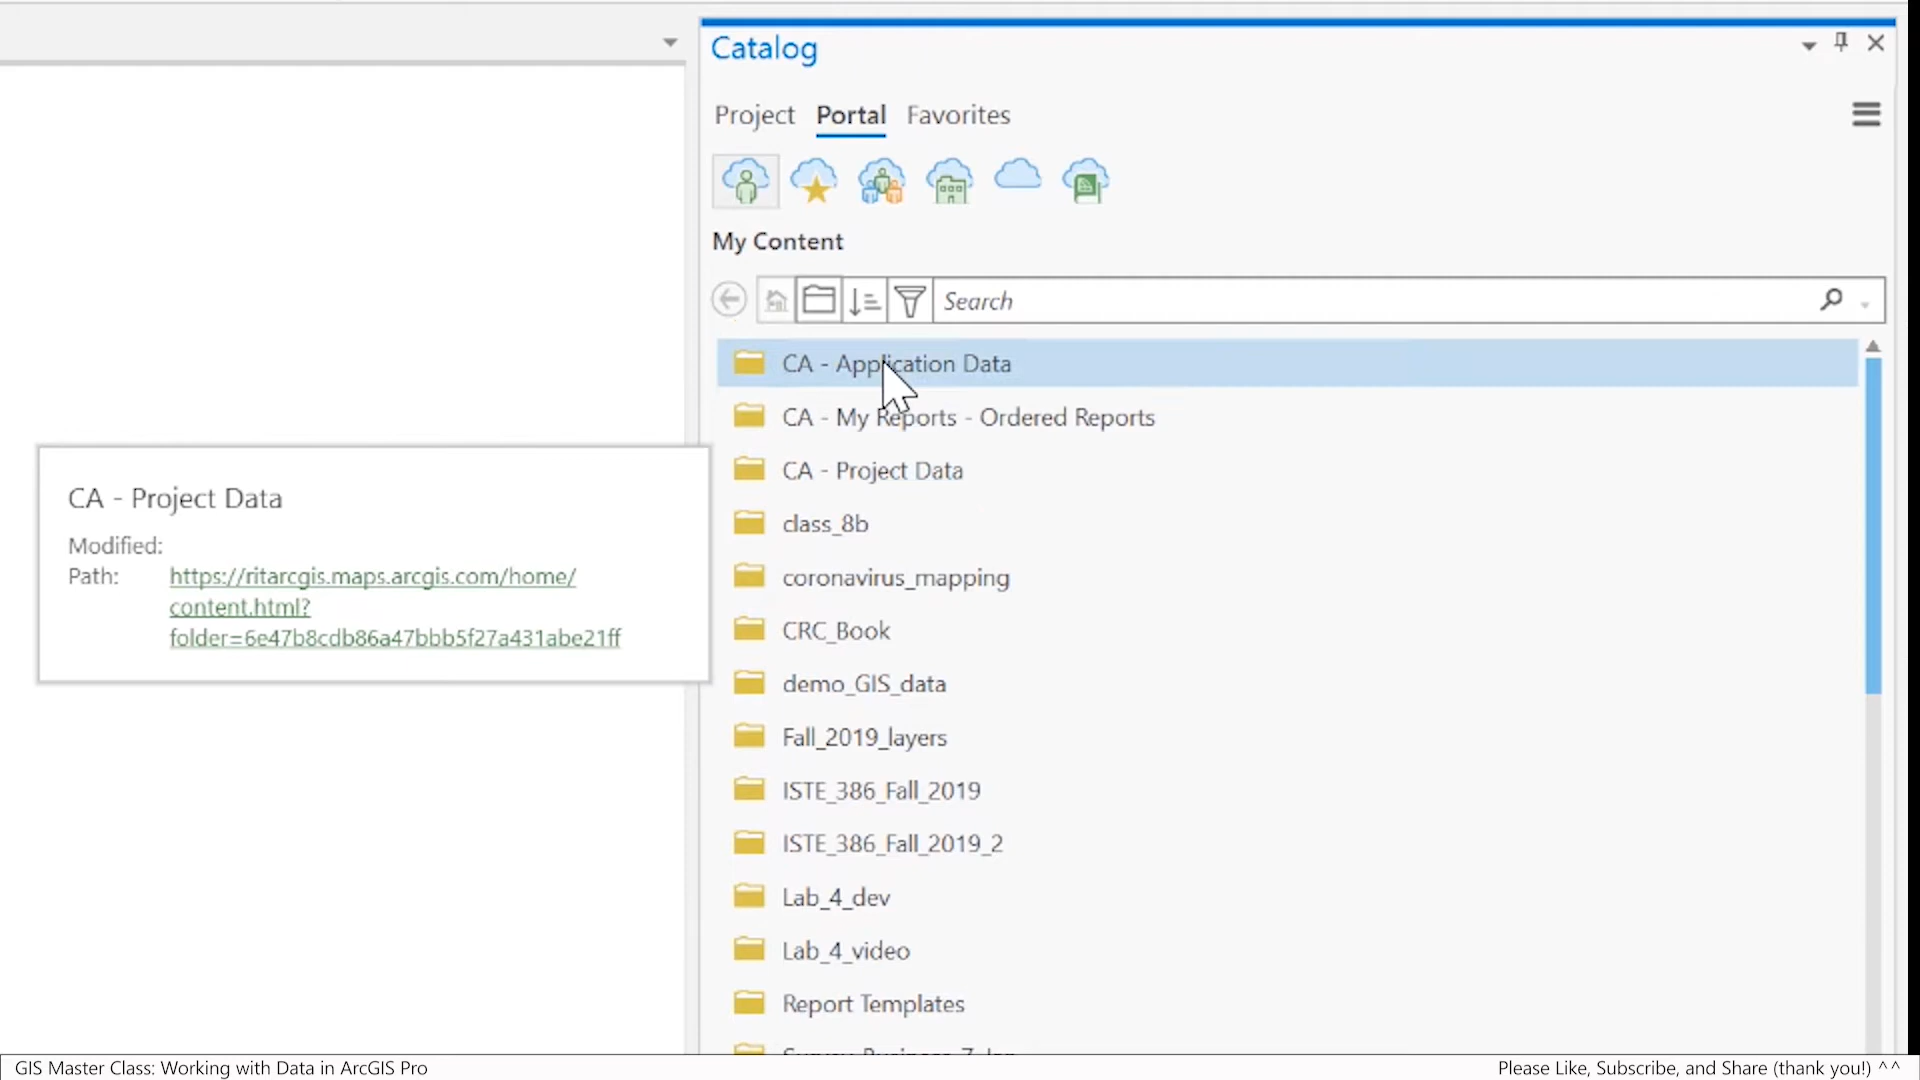 Catalog
Project Portal Favorites
My Content
Search
CA - Application Data
CA - My Reports - Ordered Reports
CA - Project Data
class_8b
coronavirus_mapping
CRC_Book
demo_GIS_data
Fall_2019_layers
ISTE_386_Fall_2019
ISTE_386_Fall_2019_2
Lab_4_dev
Lab_4_video
Report Templates
CA - Project Data
Modified:
Path: https://ritarcgis.maps.arcgis.com/home/
content.html?
folder=6e47b8cdb86a47bbb5f27a431abe21ff
GIS Master Class: Working with Data in ArcGIS Pro
Please Like, Subscribe, and Share (thank you!) ^^